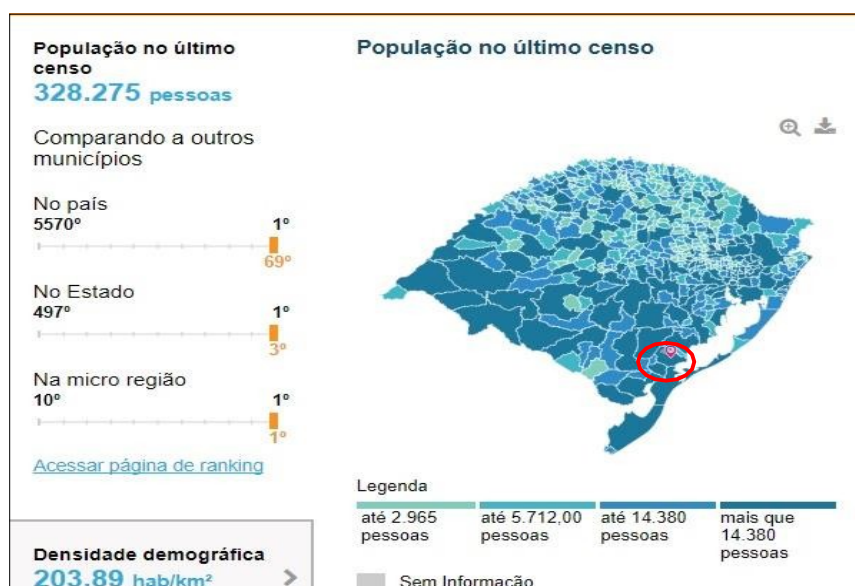 População no último
censo
328.275 pessoas
Comparando a outros
municípios
No país
5570º 1º
69º
No Estado
497º 1º
3º
Na micro região
10º 1º
1º
Acessar página de ranking
Densidade demográfica
203,89 hab/km²
População no último censo
Legenda
até 2.965
pessoas
até 5.712,00
pessoas
até 14.380
pessoas
mais que
14.380
pessoas
Sem Informação